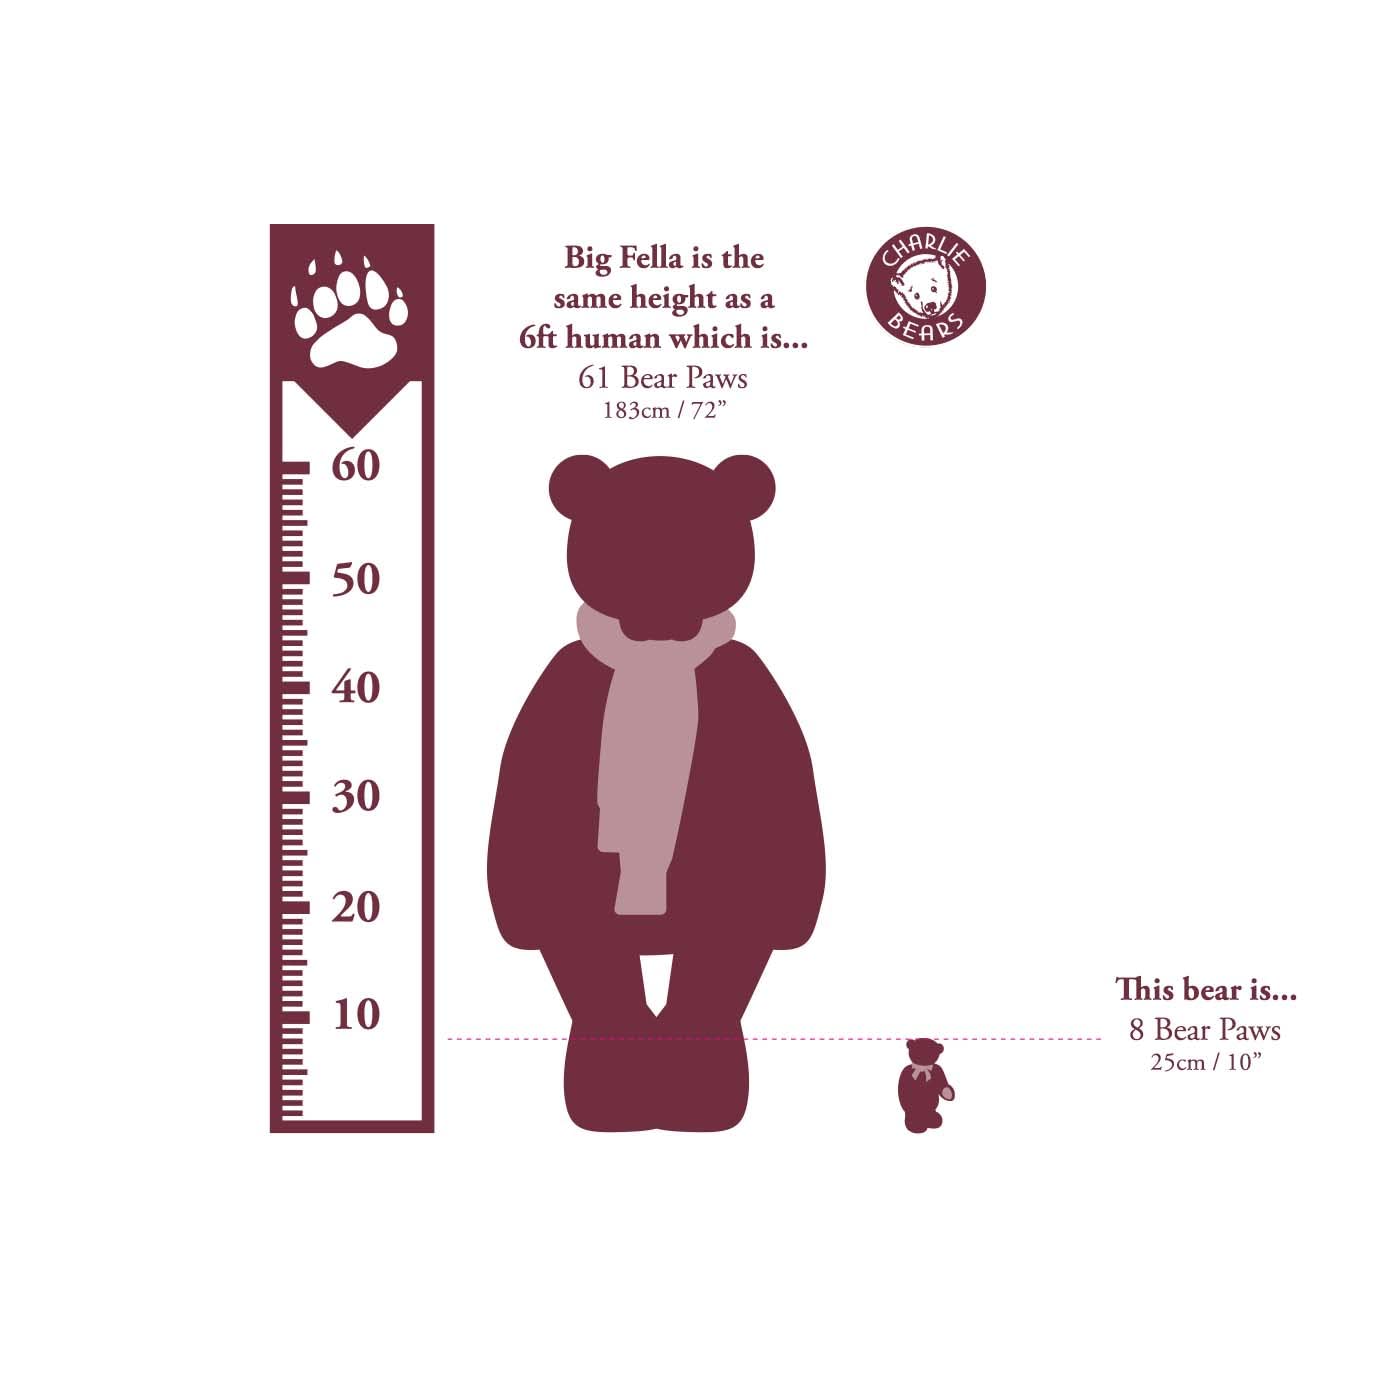 Big Fella is the
same height as a
6ft human which is...
61 Bear Paws
183cm / 72”
CHARLIE
BEARS
60
50
40
30
20
10
This bear is...
8 Bear Paws
25cm / 10”